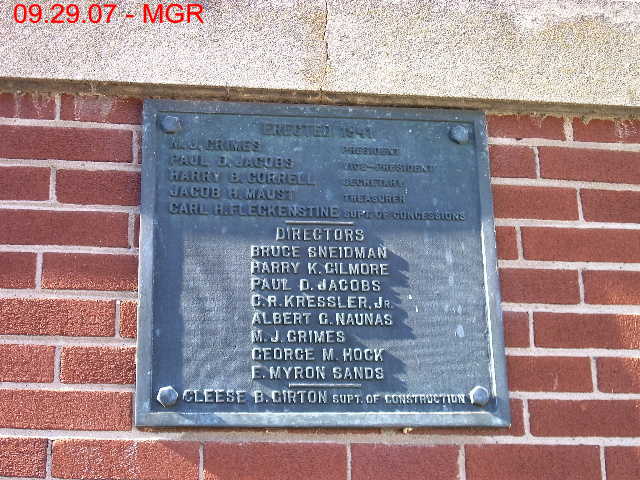 09.29.07 - MGR
ERECTED 1941
M.J. GRIMES PRESIDENT
PAUL D. JACOBS VICE-PRESIDENT
HARRY B. CORRELL SECRETARY
JACOB H. MAUST TREASURER
CARL H. FLECKENSTINE SUPT. OF CONCESSIONS
DIRECTORS
BRUCE SNEIDMAN
HARRY K. GILMORE
PAUL D. JACOBS
C.R. KRESSLER, JR.
ALBERT G. NAUNAS
M.J. GRIMES
GEORGE M. HOCK
E. MYRON SANDS
CLEESE B. GIRTON SUPT. OF CONSTRUCTION